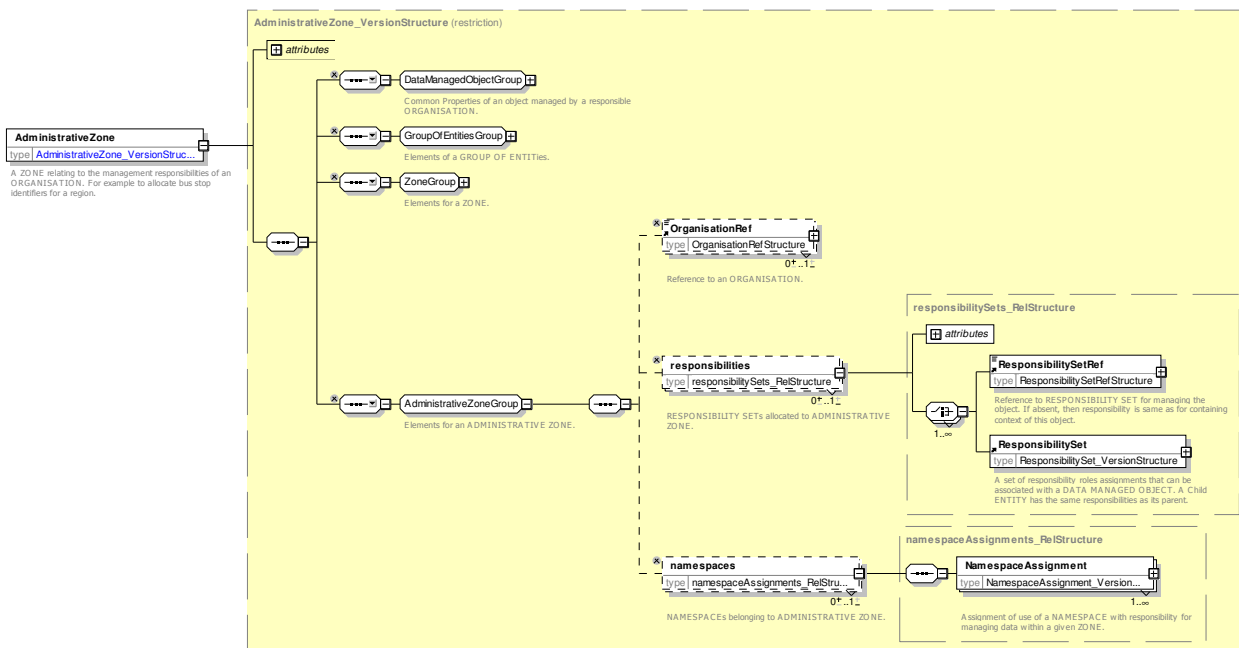 AdministrativeZone_VersionStructure (restriction)
attributes
DataManagedObjectGroup
Common Properties of an object managed by a responsible
ORGANISATION.
GroupOfEntitiesGroup
Elements of a GROUP OF ENTITies.
AdministrativeZone
type AdministrativeZone_VersionStruc...
A ZONE relating to the management responsibilities of an
ORGANISATION. For example to allocate bus stop
identifiers for a region.
ZoneGroup
Elements for a ZONE.
OrganisationRef
type OrganisationRefStructure
0..1
Reference to an ORGANISATION.
responsibilitySets_RelStructure
attributes
responsibilities
type responsibilitySets_RelStructure
0..1
RESPONSIBILITY SETs allocated to ADMINISTRATIVE
ZONE.
ResponsibilitySetRef
type ResponsibilitySetRefStructure
Reference to RESPONSIBILITY SET for managing the
object. If absent, then responsibility is same as for containing
context of this object.
1..∞
ResponsibilitySet
type ResponsibilitySet_VersionStructure
A set of responsibility roles assignments that can be
associated with a DATA MANAGED OBJECT. A Child
ENTITY has the same responsibilities as its parent.
AdministrativeZoneGroup
Elements for an ADMINISTRATIVE ZONE.
namespaceAssignments_RelStructure
namespaces
type namespaceAssignments_RelStru...
0..1
NAMESPACEs belonging to ADMINISTRATIVE ZONE.
NamespaceAssignment
type NamespaceAssignment_Version...
1..∞
Assignment of use of a NAMESPACE with responsibility for
managing data within a given ZONE.